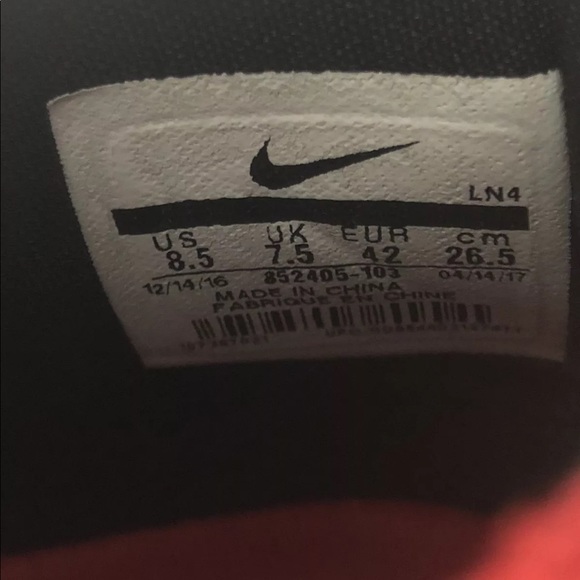 LN4
US UK EUR cm
8.5 7.5 42 26.5
12/14/16 852405-103 04/14/17
MADE IN CHINA
FABRIQUE EN CHINE